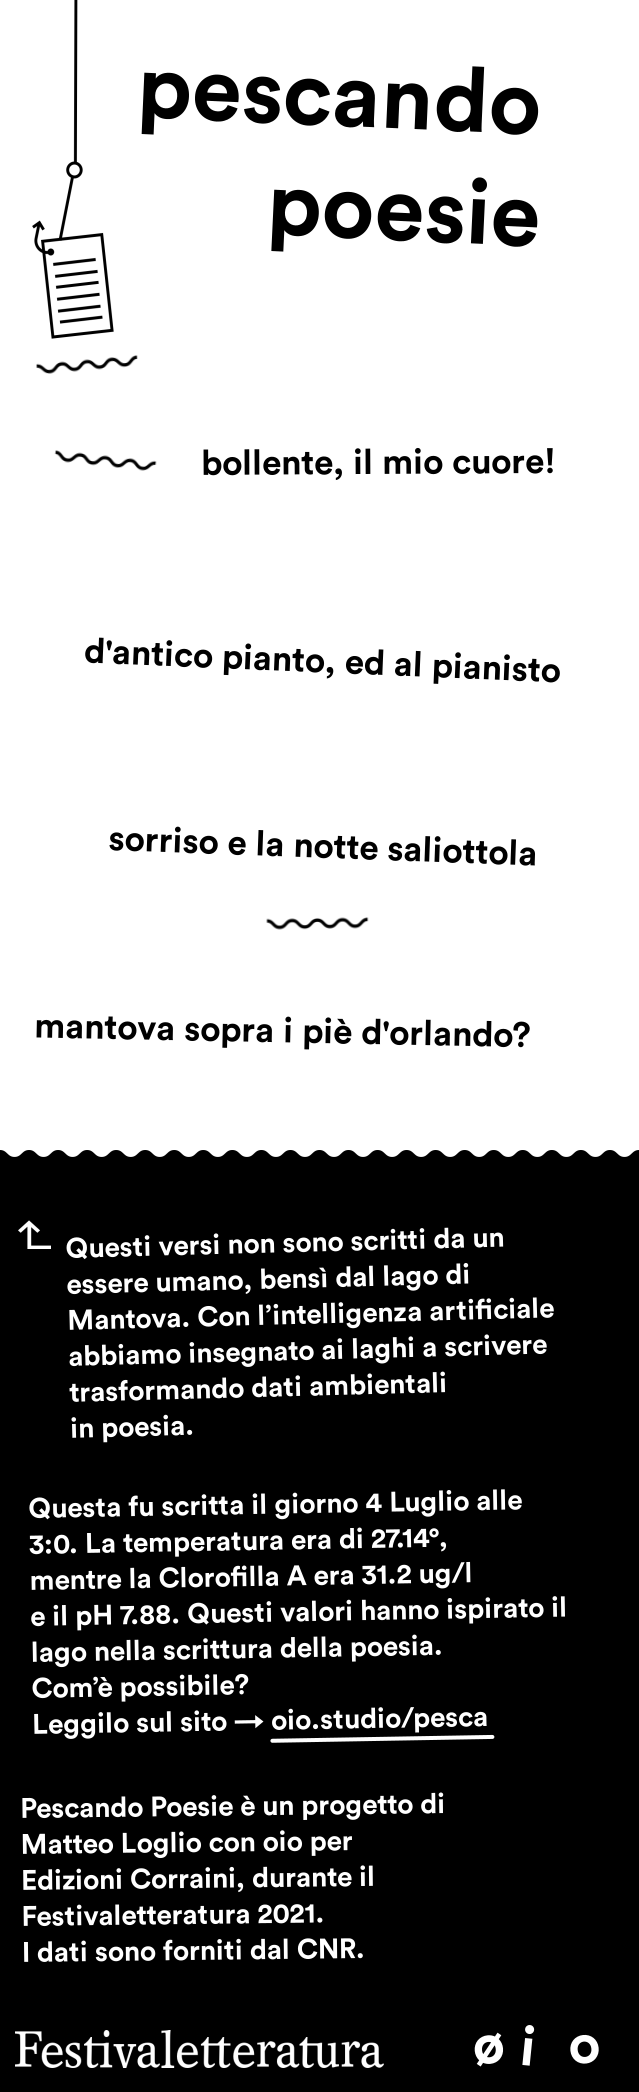 pescando
poesie
bollente, il mio cuore!
d'antico pianto, ed al pianisto
sorriso e la notte saliottola
mantova sopra i piè d'orlando?
Questi versi non sono scritti da un
essere umano, bensì dal lago di
Mantova. Con l’intelligenza artificiale
abbiamo insegnato ai laghi a scrivere
trasformando dati ambientali
in poesia.
Questa fu scritta il giorno 4 Luglio alle
3:0. La temperatura era di 27.14°,
mentre la Clorofilla A era 31.2 ug/l
e il pH 7.88. Questi valori hanno ispirato il
lago nella scrittura della poesia.
Com’è possibile?
Leggilo sul sito → oio.studio/pesca
Pescando Poesie è un progetto di
Matteo Loglio con oio per
Edizioni Corraini, durante il
Festivaletteratura 2021.
I dati sono forniti dal CNR.
Festivaletteratura øio